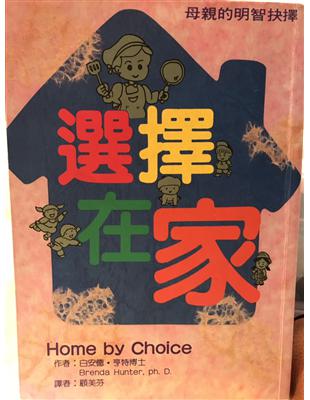 母親的明智抉擇
選擇
在家
Home by Choice
作者：白安薏・亨特博士
Brenda Hunter, ph. D.
譯者：顧美芬